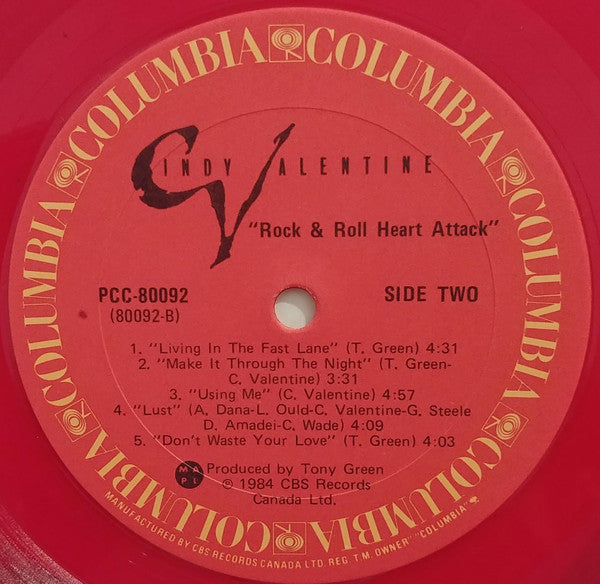 COLUMBIA COLUMBIA COLUMBIA COLUMBIA COLUMBIA COLUMBIA COLUMBIA COLUMBIA
CINDY VALENTINE
"Rock & Roll Heart Attack"
PCC-80092
(80092-B)
SIDE TWO
1. "Living In The Fast Lane" (T. Green) 4:31
2. "Make It Through The Night" (T. Green-
C. Valentine) 3:31
3. "Using Me" (C. Valentine) 4:57
4. "Lust" (A. Dana-L. Ould-C. Valentine-G. Steele
D. Amadei-C. Wade) 4:09
5. "Don't Waste Your Love" (T. Green) 4:03
MAPL
Produced by Tony Green
℗ 1984 CBS Records
Canada Ltd.
MANUFACTURED BY CBS RECORDS CANADA LTD. REG. T.M. OWNER "COLUMBIA"